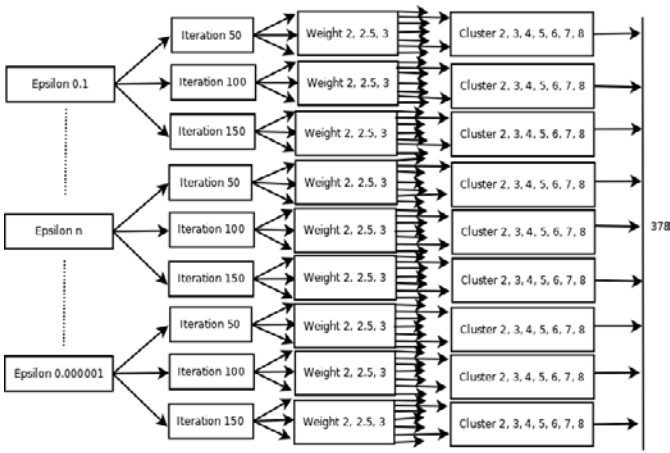 Iteration 50
Weight 2, 2.5, 3
Cluster 2, 3, 4, 5, 6, 7, 8
Epsilon 0.1
Iteration 100
Weight 2, 2.5, 3
Cluster 2, 3, 4, 5, 6, 7, 8
Iteration 150
Weight 2, 2.5, 3
Cluster 2, 3, 4, 5, 6, 7, 8
Iteration 50
Weight 2, 2.5, 3
Cluster 2, 3, 4, 5, 6, 7, 8
Epsilon n
Iteration 100
Weight 2, 2.5, 3
Cluster 2, 3, 4, 5, 6, 7, 8
378
Iteration 150
Weight 2, 2.5, 3
Cluster 2, 3, 4, 5, 6, 7, 8
Iteration 50
Weight 2, 2.5, 3
Cluster 2, 3, 4, 5, 6, 7, 8
Epsilon 0.000001
Iteration 100
Weight 2, 2.5, 3
Cluster 2, 3, 4, 5, 6, 7, 8
Iteration 150
Weight 2, 2.5, 3
Cluster 2, 3, 4, 5, 6, 7, 8